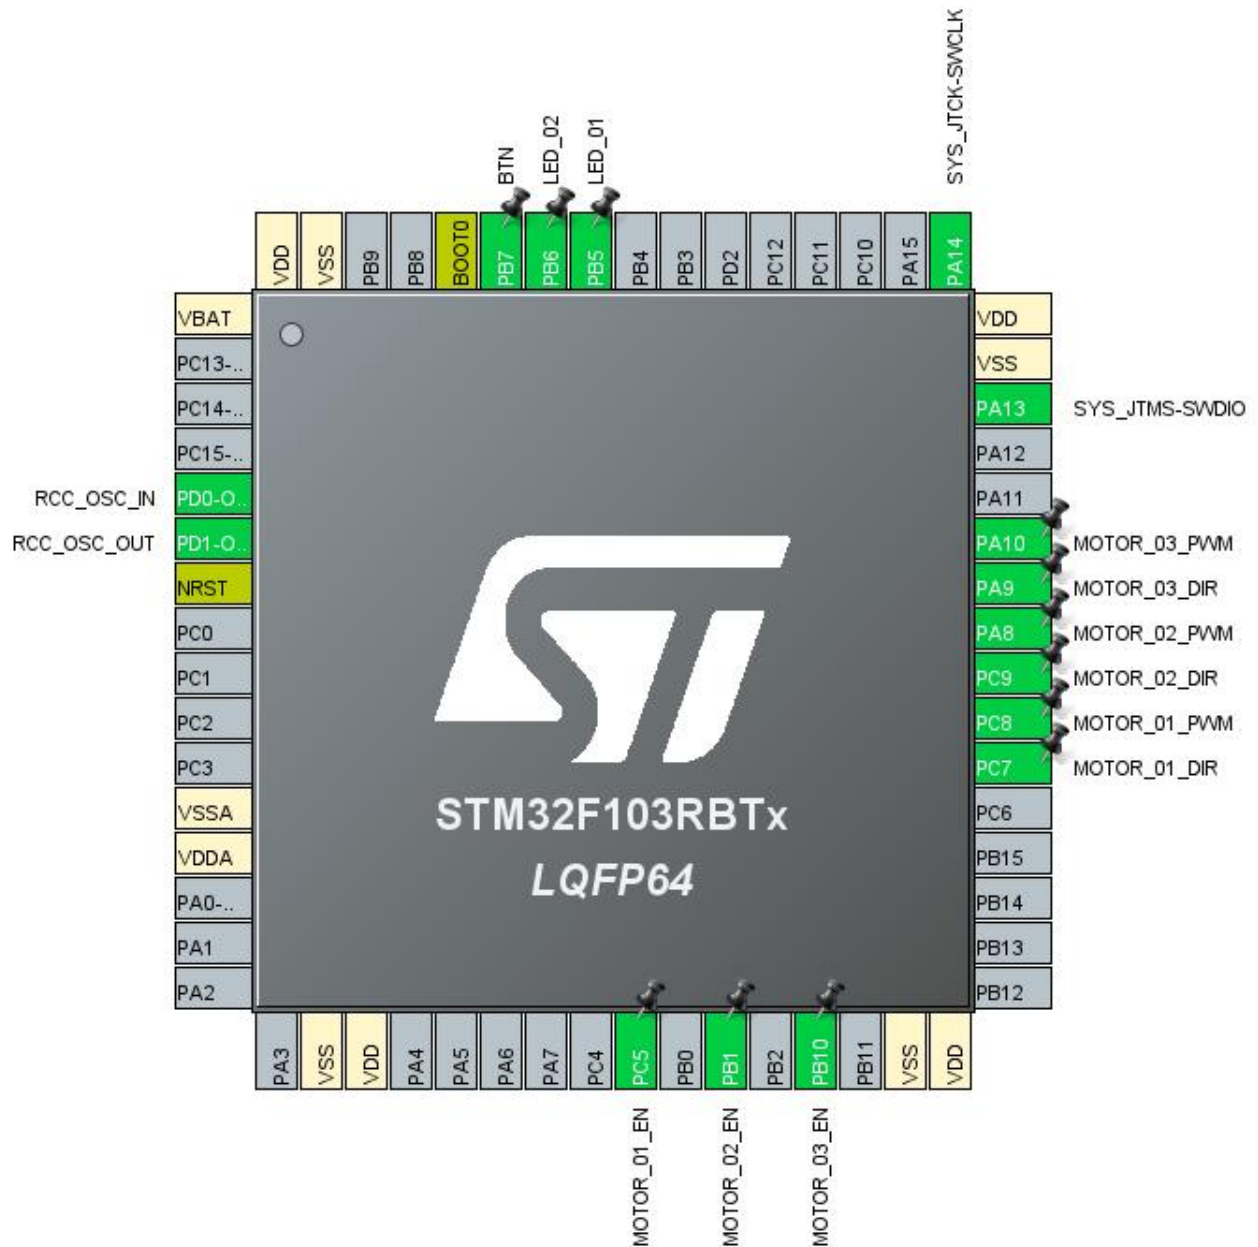 SYS_JTCK-SWCLK
BTN
LED_02
LED_01
VDD
VSS
PB9
PB8
BOOT0
PB7
PB6
PB5
PB4
PB3
PD2
PC12
PC11
PC10
PA15
PA14
VBAT
PC13-..
PC14-..
PC15-..
RCC_OSC_IN PD0-O..
RCC_OSC_OUT PD1-O..
NRST
PC0
PC1
PC2
PC3
VSSA
VDDA
PA0-..
PA1
PA2
ST
STM32F103RBTx
LQFP64
VDD
VSS
PA13 SYS_JTMS-SWDIO
PA12
PA11
PA10 MOTOR_03_PWM
PA9 MOTOR_03_DIR
PA8 MOTOR_02_PWM
PC9 MOTOR_02_DIR
PC8 MOTOR_01_PWM
PC7 MOTOR_01_DIR
PC6
PB15
PB14
PB13
PB12
PA3
VSS
VDD
PA4
PA5
PA6
PA7
PC4
PC5
PB0
PB1
PB2
PB10
PB11
VSS
VDD
MOTOR_01_EN
MOTOR_02_EN
MOTOR_03_EN